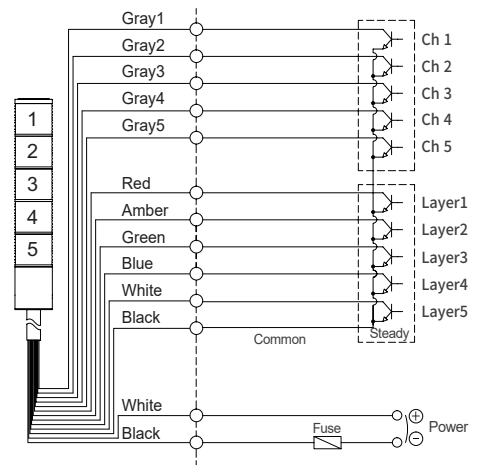 Gray1
Gray2
Gray3
Gray4
Gray5
Ch 1
Ch 2
Ch 3
Ch 4
Ch 5
1
2
3
4
5
Red
Amber
Green
Blue
White
Black
Layer1
Layer2
Layer3
Layer4
Layer5
Common
Steady
White
Black
Fuse
Power